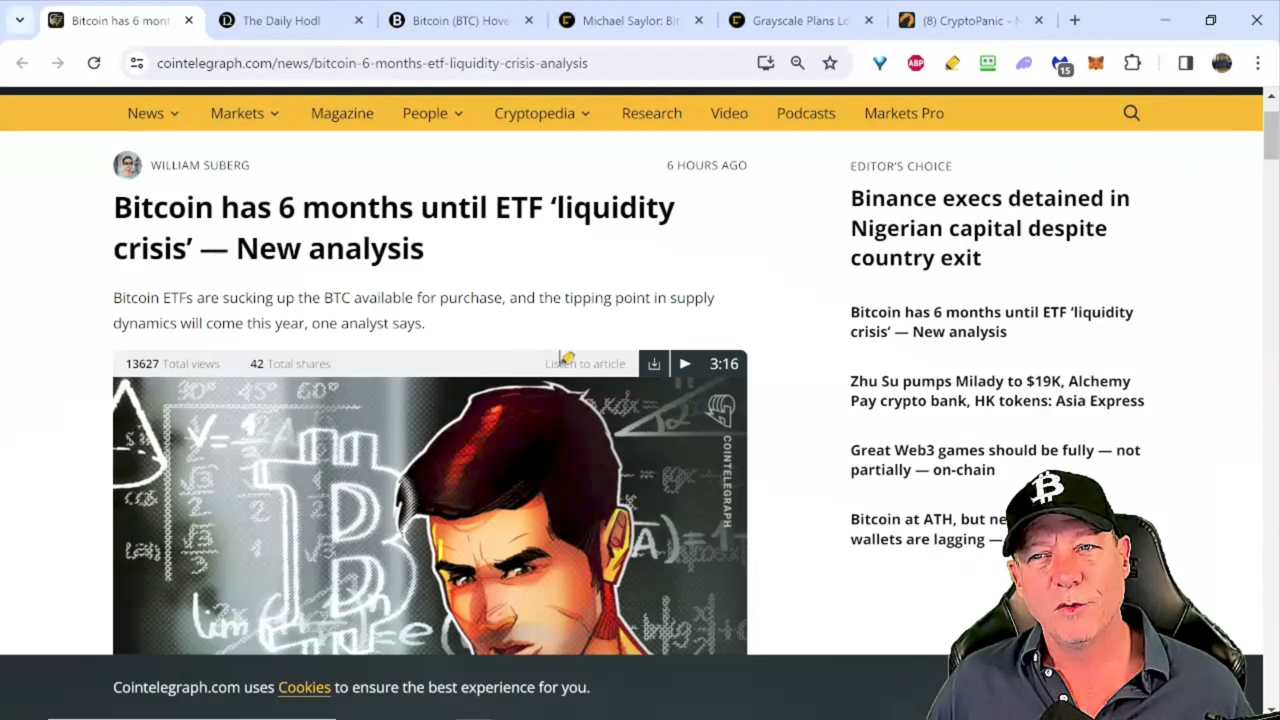 Bitcoin has 6 mont
The Daily Hodl
Bitcoin (BTC) Hove
Michael Saylor: Bit
Grayscale Plans Lo
(8) CryptoPanic - N
cointelegraph.com/news/bitcoin-6-months-etf-liquidity-crisis-analysis
ABP
15
News
Markets
Magazine
People
Cryptopedia
Research
Video
Podcasts
Markets Pro
WILLIAM SUBERG
6 HOURS AGO
Bitcoin has 6 months until ETF ‘liquidity
crisis’ — New analysis
Bitcoin ETFs are sucking up the BTC available for purchase, and the tipping point in supply
dynamics will come this year, one analyst says.
13627 Total views
42 Total shares
Listen to article
3:16
30° 45° 60°
COINTELEGRAPH
EDITOR’S CHOICE
Binance execs detained in
Nigerian capital despite
country exit
Bitcoin has 6 months until ETF ‘liquidity
crisis’ — New analysis
Zhu Su pumps Milady to $19K, Alchemy
Pay crypto bank, HK tokens: Asia Express
Great Web3 games should be fully — not
partially — on-chain
Bitcoin at ATH, but ne
wallets are lagging —
Cointelegraph.com uses Cookies to ensure the best experience for you.